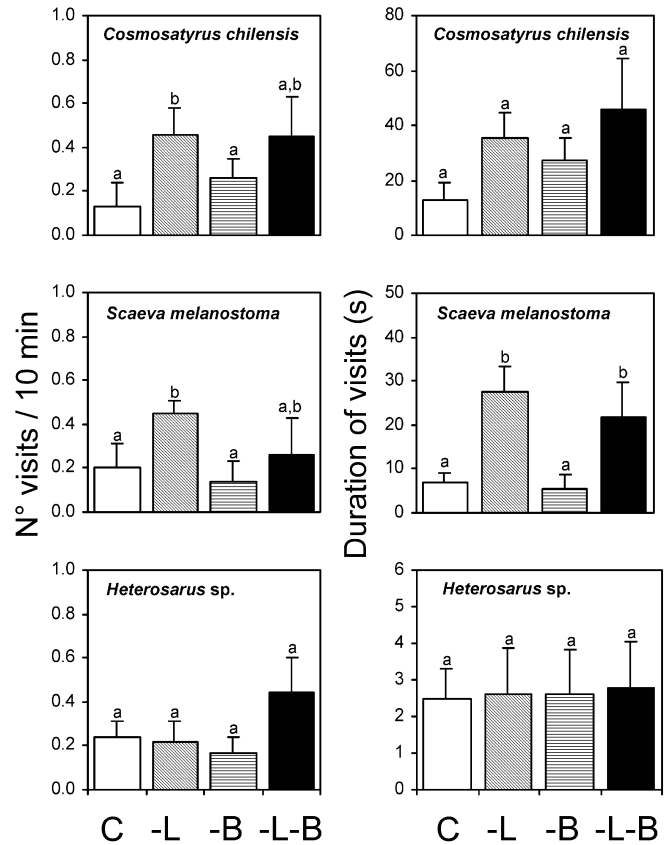 Cosmosatyrus chilensis
1.0
0.8
0.6
0.4
0.2
0.0
a
b
a
a,b
Cosmosatyrus chilensis
80
60
40
20
0
a
a
a
a
Scaeva melanostoma
1.0
0.8
0.6
0.4
0.2
0.0
a
b
a
a,b
Scaeva melanostoma
50
40
30
20
10
0
a
b
a
b
Heterosarus sp.
1.0
0.8
0.6
0.4
0.2
0.0
a
a
a
a
Heterosarus sp.
6
5
4
3
2
1
0
a
a
a
a
N° visits / 10 min
Duration of visits (s)
C -L -B -L-B
C -L -B -L-B